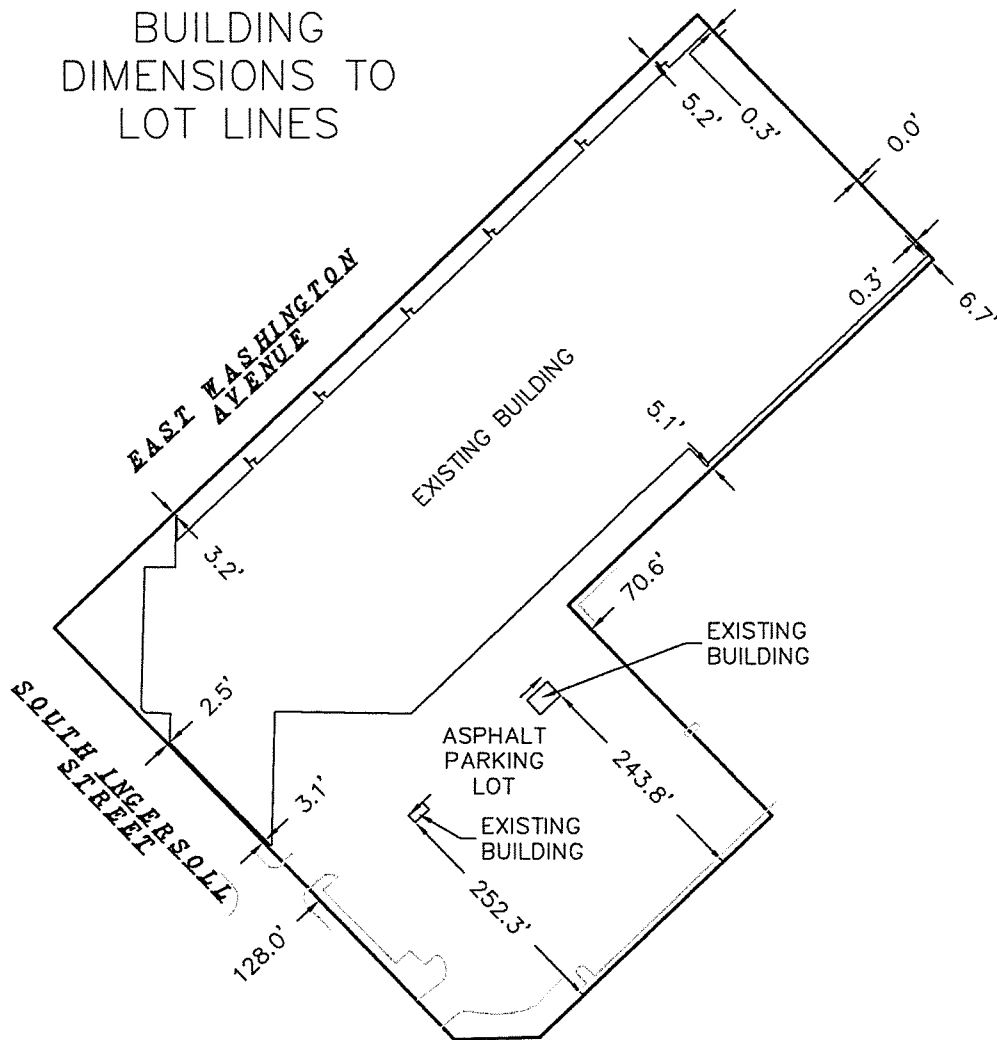 BUILDING
DIMENSIONS TO
LOT LINES
5.2'
0.3'
0.0'
0.3'
6.7'
EAST WASHINGTON
AVENUE
EXISTING BUILDING
5.1'
3.2'
70.6'
EXISTING
BUILDING
2.5'
SOUTH INGERSOLL
STREET
ASPHALT
PARKING
LOT
243.8'
3.1'
EXISTING
BUILDING
252.3'
128.0'